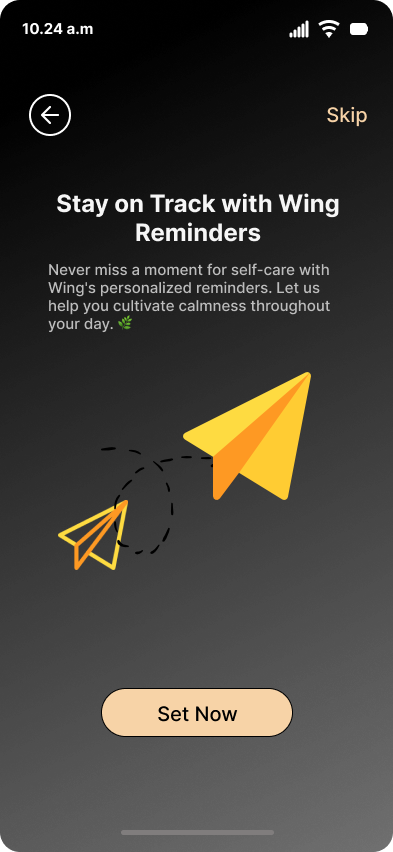 10.24 a.m
Skip
Stay on Track with Wing
Reminders
Never miss a moment for self-care with
Wing's personalized reminders. Let us
help you cultivate calmness throughout
your day. 🌿
Set Now